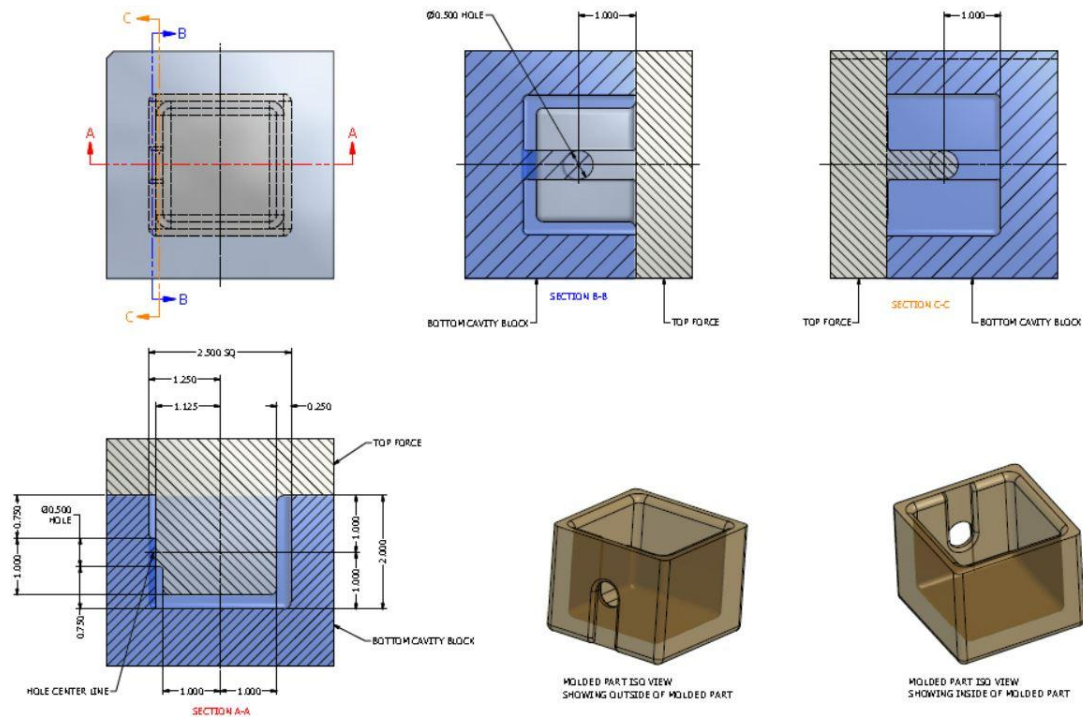 C
B
A
A
B
C
Ø0.500 HOLE
1.000
SECTION B-B
BOTTOM CAVITY BLOCK
TOP FORCE
1.000
SECTION C-C
TOP FORCE
BOTTOM CAVITY BLOCK
2.500 SQ
1.250
1.125
0.250
TOP FORCE
0.750
Ø0.500
HOLE
1.000
0.750
1.000
1.000
2.000
BOTTOM CAVITY BLOCK
HOLE CENTER LINE
1.000
1.000
SECTION A-A
MOLDED PART ISO VIEW
SHOWING OUTSIDE OF MOLDED PART
MOLDED PART ISO VIEW
SHOWING INSIDE OF MOLDED PART